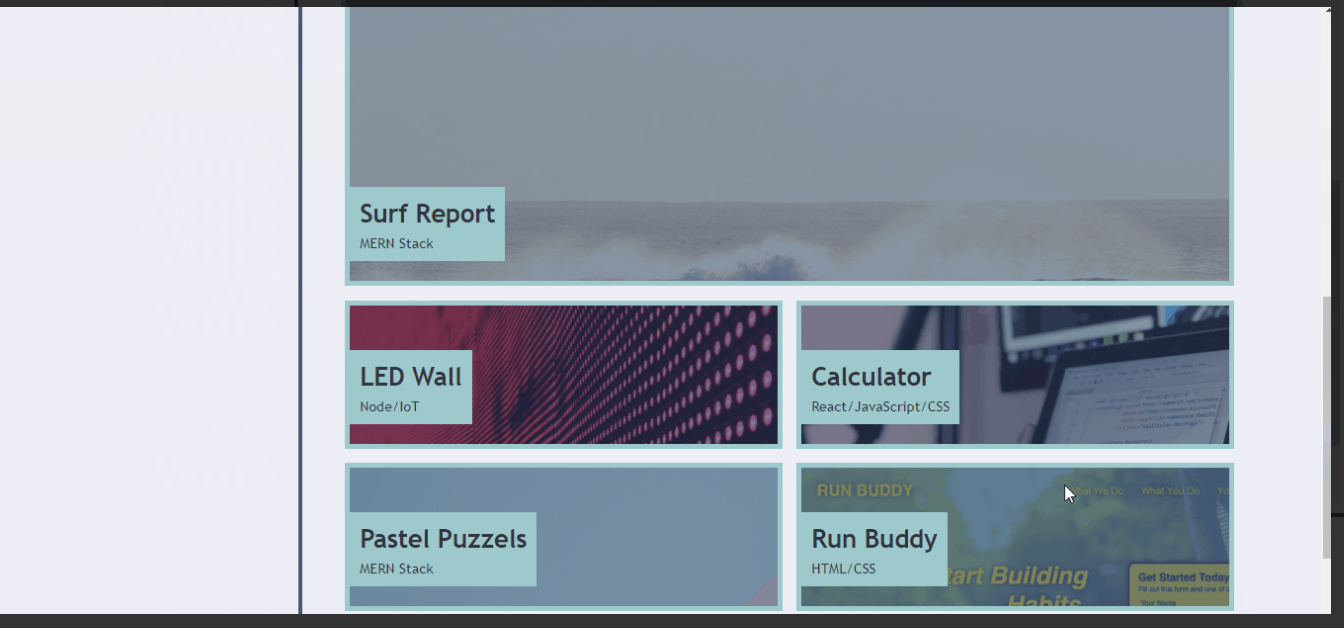 Surf Report
MERN Stack
LED Wall
Node/IoT
Calculator
React/JavaScript/CSS
Pastel Puzzels
MERN Stack
RUN BUDDY
What We Do
What You Do
Yo
Run Buddy
HTML/CSS
tart Building
Habits
Get Started Today
Fill out this form and one of
Your Name